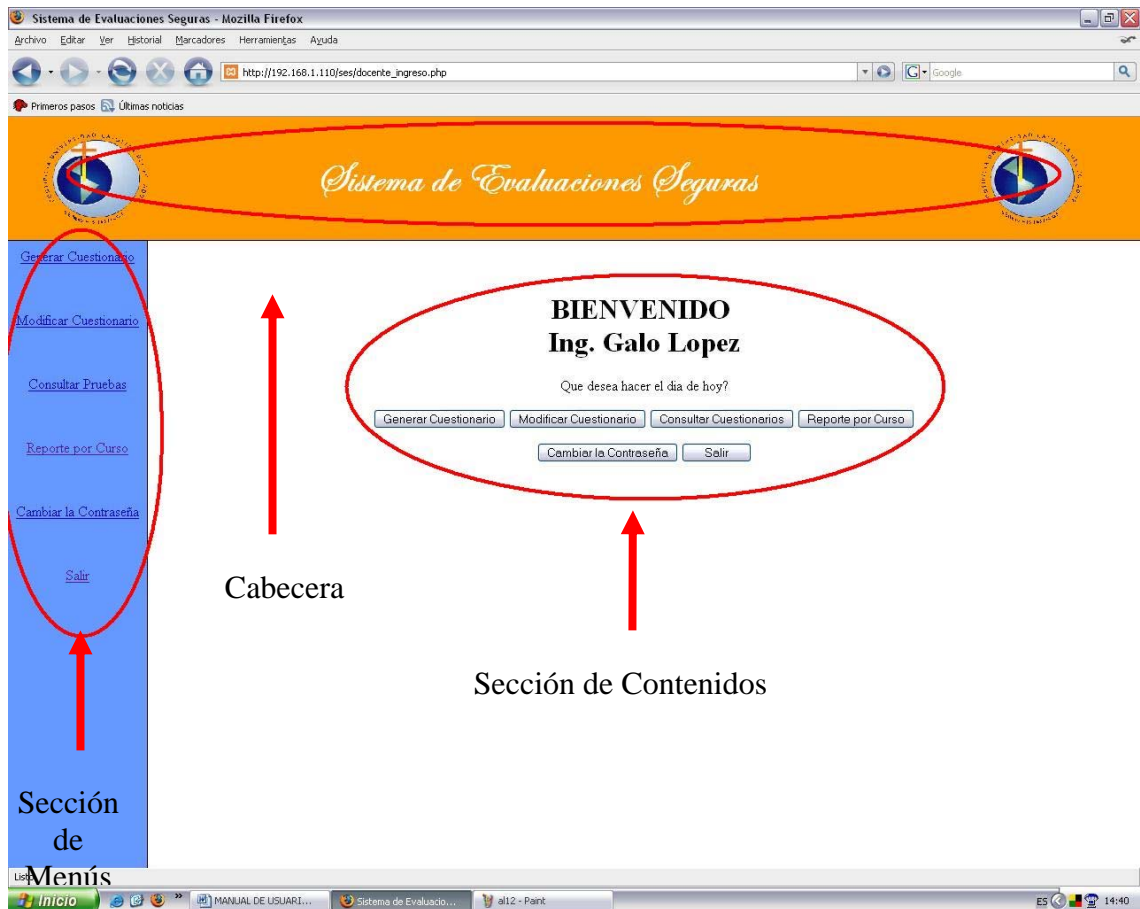 Sistema de Evaluaciones Seguras - Mozilla Firefox
Archivo Editar Ver Historial Marcadores Herramientas Ayuda
http://192.168.1.110/ses/docente_ingreso.php
G Google
Primeros pasos Últimas noticias
Sistema de Evaluaciones Seguras
Generar Cuestionario
Modificar Cuestionario
Consultar Pruebas
Reporte por Curso
Cambiar la Contraseña
Salir
BIENVENIDO
Ing. Galo Lopez
Que desea hacer el dia de hoy?
Generar Cuestionario Modificar Cuestionario Consultar Cuestionarios Reporte por Curso
Cambiar la Contraseña Salir
Cabecera
Sección de Contenidos
Sección
de
Menús
Inicio » MANUAL DE USUARI... Sistema de Evaluacio... al12 - Paint ES 14:40